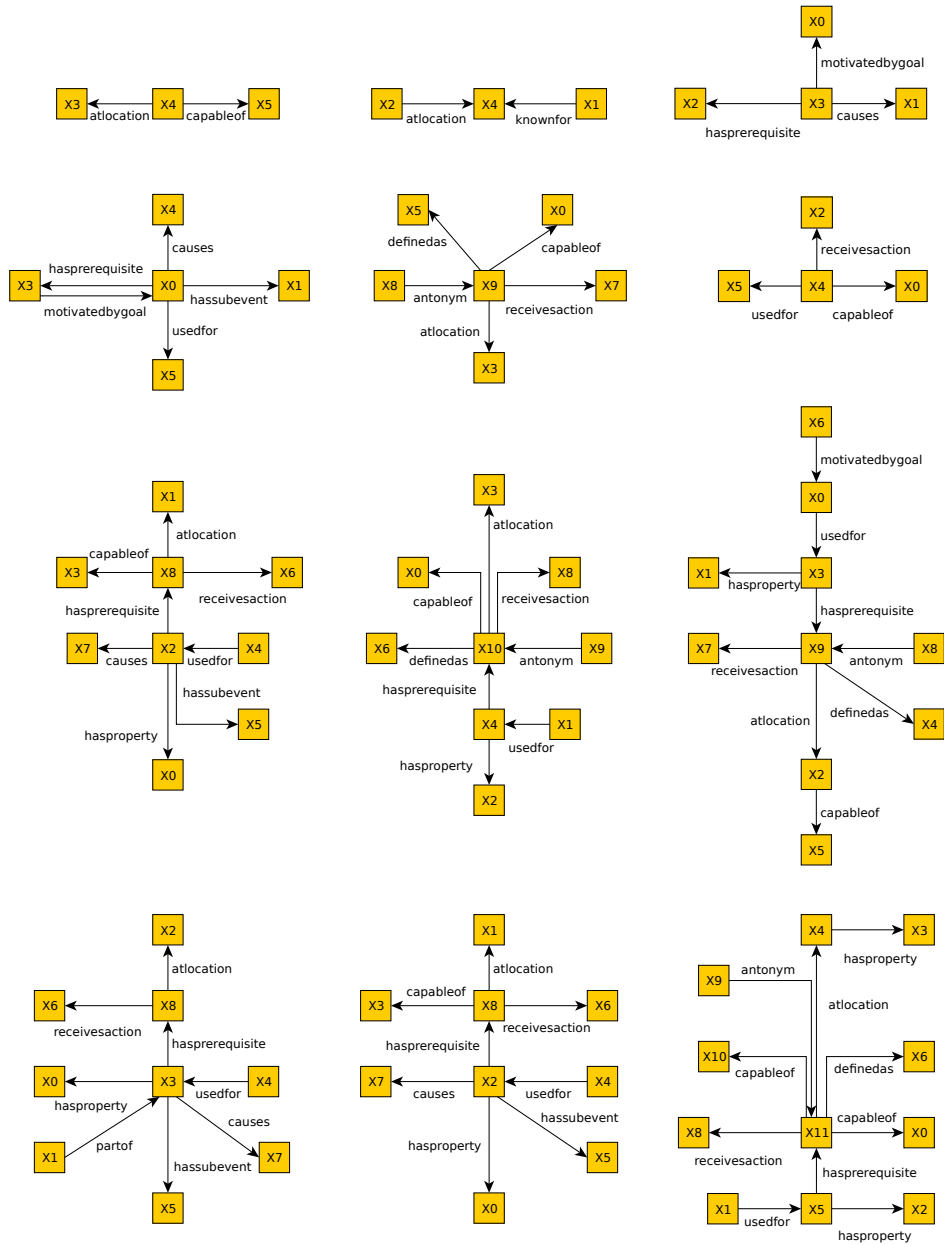 X0
motivatedbygoal
X3 X4 X5
atlocation capableof
X2 X4 X1
atlocation knownfor
X2 X3 X1
hasprerequisite causes
X4
causes
hasprerequisite
X3 X0 X1
motivatedbygoal hassubevent
usedfor
X5
X5 X0
definedas capableof
X8 X9 X7
antonym receivesaction
atlocation
X3
X2
receivesaction
X5 X4 X0
usedfor capableof
X1
atlocation
capableof
X3 X8 X6
receivesaction
hasprerequisite
X7 X2 X4
causes usedfor
hassubevent
X5
hasproperty
X0
X3
atlocation
X0 X8
capableof receivesaction
X6 X10 X9
definedas antonym
hasprerequisite
X4 X1
usedfor
hasproperty
X2
X6
motivatedbygoal
X0
usedfor
X1 X3
hasproperty
hasprerequisite
X7 X9 X8
receivesaction antonym
definedas
X4
atlocation
X2
capableof
X5
X2
atlocation
X6 X8
receivesaction
hasprerequisite
X0 X3 X4
hasproperty usedfor
causes
partof
X1 X7
hassubevent
X5
X1
atlocation
capableof
X3 X8 X6
receivesaction
hasprerequisite
X7 X2 X4
causes usedfor
hassubevent
hasproperty
X5
X0
X4 X3
hasproperty
antonym
X9
atlocation
X10 X6
capableof definedas
capableof
X8 X11 X0
receivesaction
hasprerequisite
X1 X5 X2
usedfor
hasproperty